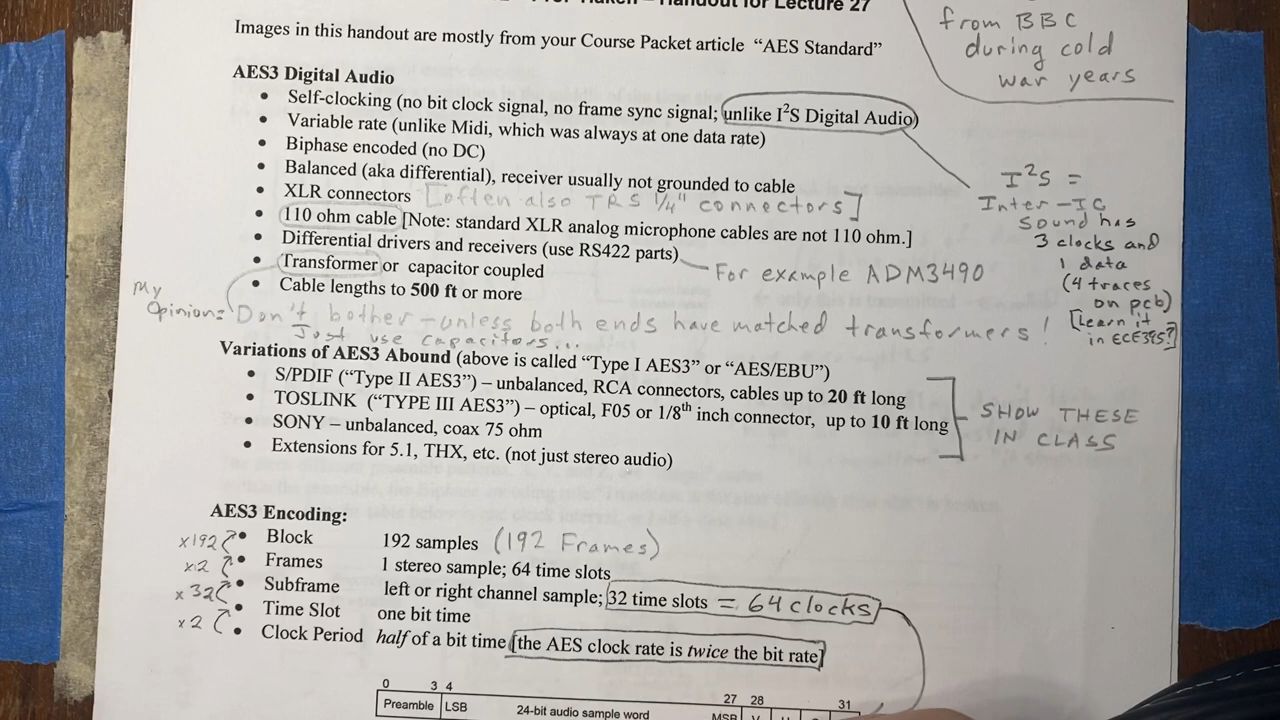 Handout for Lecture 27
from BBC
during cold
war years
Images in this handout are mostly from your Course Packet article “AES Standard”
AES3 Digital Audio
• Self-clocking (no bit clock signal, no frame sync signal; unlike I²S Digital Audio)
• Variable rate (unlike Midi, which was always at one data rate)
• Biphase encoded (no DC)
• Balanced (aka differential), receiver usually not grounded to cable
• XLR connectors [often also TRS 1/4" connectors]
• 110 ohm cable [Note: standard XLR analog microphone cables are not 110 ohm.]
• Differential drivers and receivers (use RS422 parts) — For example ADM3490
• Transformer or capacitor coupled
• Cable lengths to 500 ft or more
I²S =
Inter-IC
Sound has
3 clocks and
1 data
(4 traces
on pcb)
[Learn it
in ECE395?]
My
Opinion: Don't bother - unless both ends have matched transformers!
Just use capacitors...
Variations of AES3 Abound (above is called “Type I AES3” or “AES/EBU”)
• S/PDIF (“Type II AES3”) – unbalanced, RCA connectors, cables up to 20 ft long
• TOSLINK (“TYPE III AES3”) – optical, F05 or 1/8th inch connector, up to 10 ft long
• SONY – unbalanced, coax 75 ohm
• Extensions for 5.1, THX, etc. (not just stereo audio)
SHOW THESE
IN CLASS
AES3 Encoding:
• Block 192 samples (192 Frames)
x192
• Frames 1 stereo sample; 64 time slots
x2
• Subframe left or right channel sample; 32 time slots = 64 clocks
x32
• Time Slot one bit time
x2
• Clock Period half of a bit time [the AES clock rate is twice the bit rate]
0 3 4 27 28 31
Preamble LSB 24-bit audio sample word MSB V